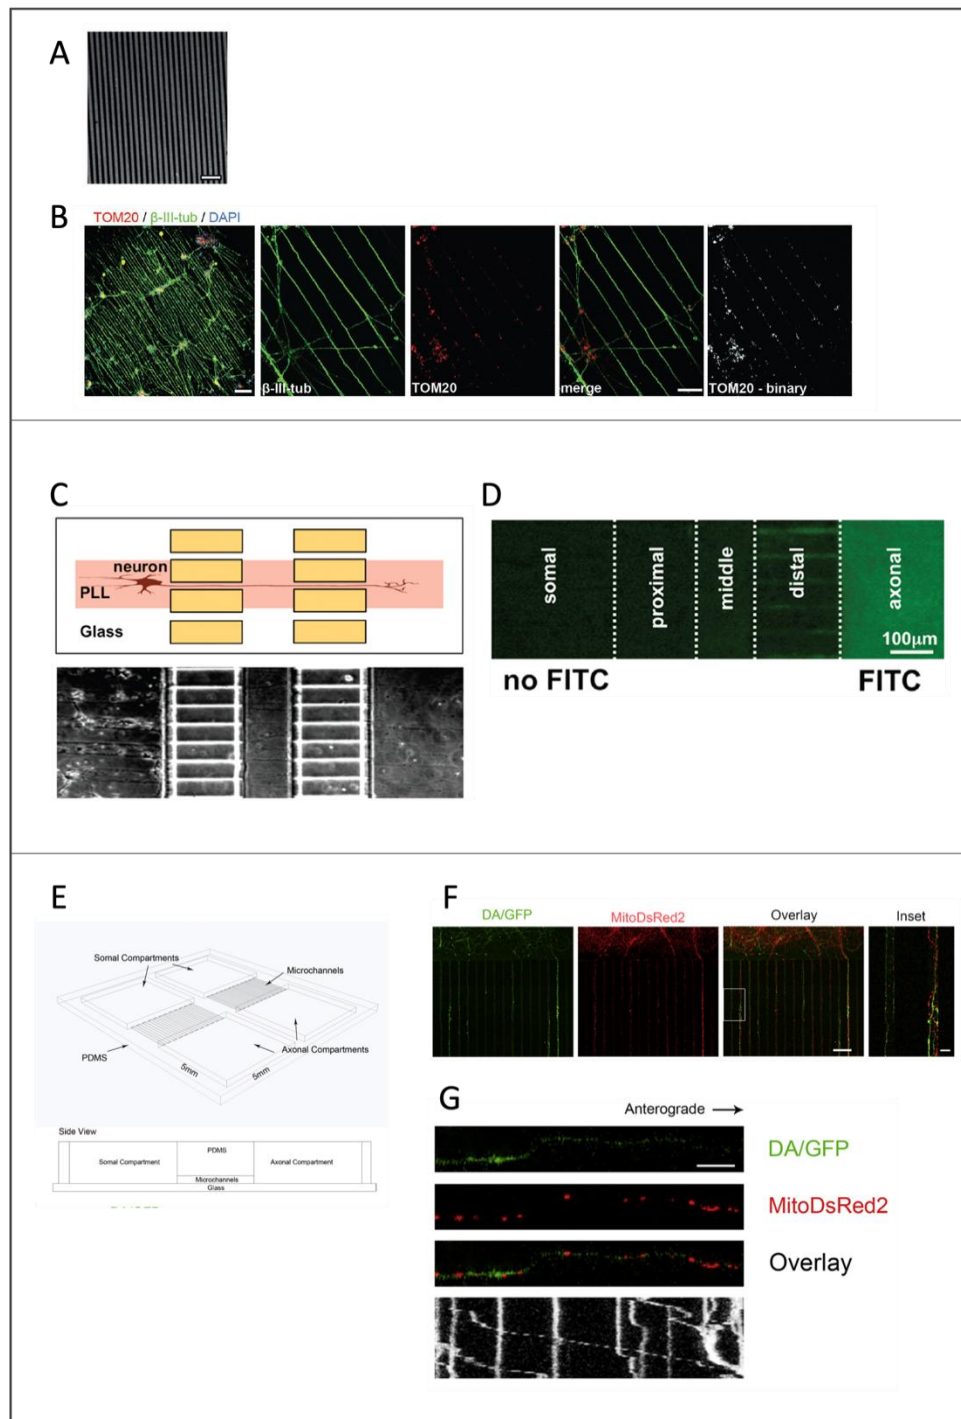 A
B
TOM20 / β-III-tub / DAPI
β-III-tub
TOM20
merge
TOM20 - binary
C
neuron
PLL
Glass
D
somal
proximal
middle
distal
axonal
100µm
no FITC
FITC
E
Somal Compartments
Microchannels
Axonal Compartments
PDMS
5mm
5mm
Side View
Somal Compartment
PDMS
Axonal Compartment
Microchannels
Glass
F
DA/GFP
MitoDsRed2
Overlay
Inset
G
Anterograde
DA/GFP
MitoDsRed2
Overlay